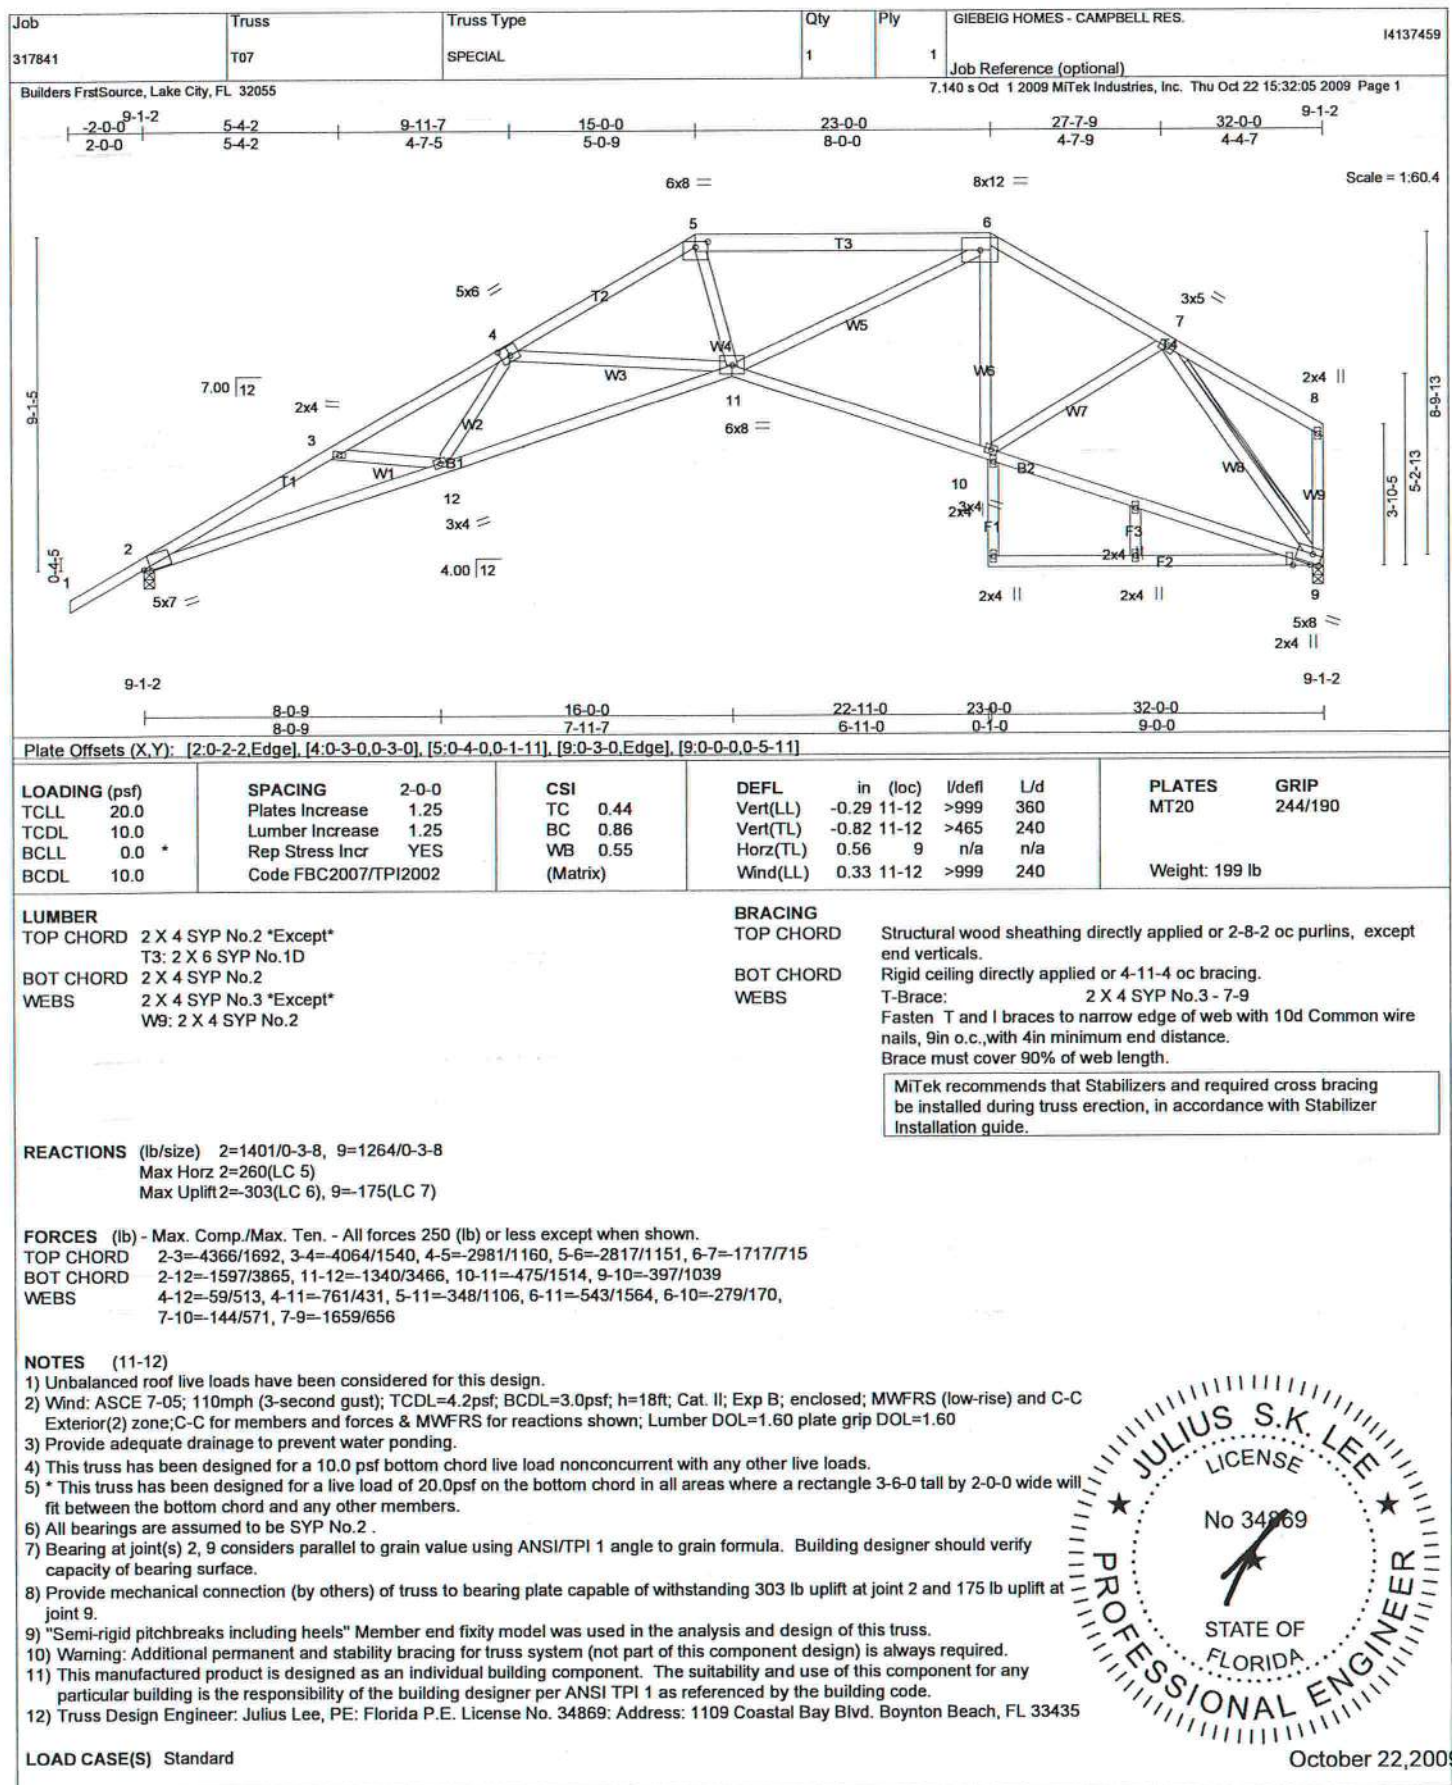 Job Truss Truss Type Qty Ply GIEBEIG HOMES - CAMPBELL RES.
I4137459
317841 T07 SPECIAL 1 1
Job Reference (optional)
Builders FrstSource, Lake City, FL 32055 7.140 s Oct 1 2009 MiTek Industries, Inc. Thu Oct 22 15:32:05 2009 Page 1
9-1-2 9-1-2
-2-0-0 5-4-2 9-11-7 15-0-0 23-0-0 27-7-9 32-0-0
2-0-0 5-4-2 4-7-5 5-0-9 8-0-0 4-7-9 4-4-7
Scale = 1:60.4
6x8 = 8x12 =
5 6
T3
5x6
T2
3x5
4 7
W5
W4 T4
W3
7.00 12
W6
2x4 ||
8
2x4 =
11
W7
6x8 =
W2
3
9-1-5
8-9-13
W1 B1
T1
W8
B2
10
W9
12
3x4
3x4
2x4
3-10-5
5-2-13
F1 F3
2
0-4-5
1
2x4
F2
4.00 12
5x7
2x4 || 2x4 ||
9
5x8
2x4 ||
9-1-2 9-1-2
8-0-9 16-0-0 22-11-0 23-0-0 32-0-0
8-0-9 7-11-7 6-11-0 0-1-0 9-0-0
Plate Offsets (X,Y): [2:0-2-2,Edge], [4:0-3-0,0-3-0], [5:0-4-0,0-1-11], [9:0-3-0,Edge], [9:0-0-0,0-5-11]
LOADING (psf)
TCLL 20.0
TCDL 10.0
BCLL 0.0 *
BCDL 10.0
SPACING 2-0-0
Plates Increase 1.25
Lumber Increase 1.25
Rep Stress Incr YES
Code FBC2007/TPI2002
CSI
TC 0.44
BC 0.86
WB 0.55
(Matrix)
DEFL in (loc) l/defl L/d
Vert(LL) -0.29 11-12 >999 360
Vert(TL) -0.82 11-12 >465 240
Horz(TL) 0.56 9 n/a n/a
Wind(LL) 0.33 11-12 >999 240
PLATES GRIP
MT20 244/190
Weight: 199 lb
LUMBER
TOP CHORD 2 X 4 SYP No.2 *Except*
T3: 2 X 6 SYP No.1D
BOT CHORD 2 X 4 SYP No.2
WEBS 2 X 4 SYP No.3 *Except*
W9: 2 X 4 SYP No.2
BRACING
TOP CHORD Structural wood sheathing directly applied or 2-8-2 oc purlins, except
end verticals.
BOT CHORD Rigid ceiling directly applied or 4-11-4 oc bracing.
WEBS T-Brace: 2 X 4 SYP No.3 - 7-9
Fasten T and I braces to narrow edge of web with 10d Common wire
nails, 9in o.c.,with 4in minimum end distance.
Brace must cover 90% of web length.
MiTek recommends that Stabilizers and required cross bracing
be installed during truss erection, in accordance with Stabilizer
Installation guide.
REACTIONS (lb/size) 2=1401/0-3-8, 9=1264/0-3-8
Max Horz 2=260(LC 5)
Max Uplift2=-303(LC 6), 9=-175(LC 7)
FORCES (lb) - Max. Comp./Max. Ten. - All forces 250 (lb) or less except when shown.
TOP CHORD 2-3=-4366/1692, 3-4=-4064/1540, 4-5=-2981/1160, 5-6=-2817/1151, 6-7=-1717/715
BOT CHORD 2-12=-1597/3865, 11-12=-1340/3466, 10-11=-475/1514, 9-10=-397/1039
WEBS 4-12=-59/513, 4-11=-761/431, 5-11=-348/1106, 6-11=-543/1564, 6-10=-279/170,
7-10=-144/571, 7-9=-1659/656
NOTES (11-12)
1) Unbalanced roof live loads have been considered for this design.
2) Wind: ASCE 7-05; 110mph (3-second gust); TCDL=4.2psf; BCDL=3.0psf; h=18ft; Cat. II; Exp B; enclosed; MWFRS (low-rise) and C-C
Exterior(2) zone;C-C for members and forces & MWFRS for reactions shown; Lumber DOL=1.60 plate grip DOL=1.60
3) Provide adequate drainage to prevent water ponding.
4) This truss has been designed for a 10.0 psf bottom chord live load nonconcurrent with any other live loads.
5) * This truss has been designed for a live load of 20.0psf on the bottom chord in all areas where a rectangle 3-6-0 tall by 2-0-0 wide will
fit between the bottom chord and any other members.
6) All bearings are assumed to be SYP No.2 .
7) Bearing at joint(s) 2, 9 considers parallel to grain value using ANSI/TPI 1 angle to grain formula. Building designer should verify
capacity of bearing surface.
8) Provide mechanical connection (by others) of truss to bearing plate capable of withstanding 303 lb uplift at joint 2 and 175 lb uplift at
joint 9.
9) "Semi-rigid pitchbreaks including heels" Member end fixity model was used in the analysis and design of this truss.
10) Warning: Additional permanent and stability bracing for truss system (not part of this component design) is always required.
11) This manufactured product is designed as an individual building component. The suitability and use of this component for any
particular building is the responsibility of the building designer per ANSI TPI 1 as referenced by the building code.
12) Truss Design Engineer: Julius Lee, PE: Florida P.E. License No. 34869: Address: 1109 Coastal Bay Blvd. Boynton Beach, FL 33435
LOAD CASE(S) Standard
JULIUS S.K. LEE
LICENSE
No 34869
STATE OF
FLORIDA
PROFESSIONAL ENGINEER
October 22,2009